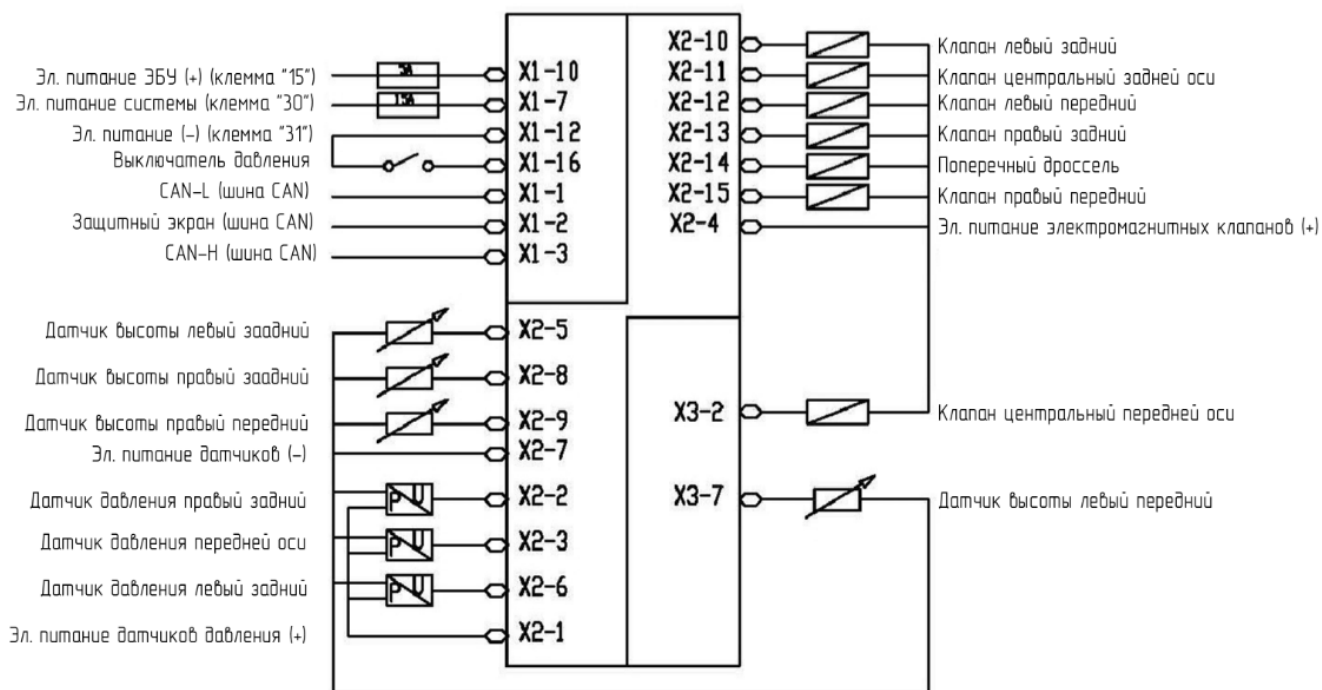 Эл. питание ЭБУ (+) (клемма "15")
5A
X1-10
Эл. питание системы (клемма "30")
15A
X1-7
Эл. питание (-) (клемма "31")
X1-12
Выключатель давления
X1-16
CAN-L (шина CAN)
X1-1
Защитный экран (шина CAN)
X1-2
CAN-H (шина CAN)
X1-3
Датчик высоты левый заадний
X2-5
Датчик высоты правый заадний
X2-8
Датчик высоты правый передний
X2-9
Эл. питание датчиков (-)
X2-7
Датчик давления правый задний
P U
X2-2
Датчик давления передней оси
P U
X2-3
Датчик давления левый задний
P U
X2-6
Эл. питание датчиков давления (+)
X2-1
X2-10
Клапан левый задний
X2-11
Клапан центральный задней оси
X2-12
Клапан левый передний
X2-13
Клапан правый задний
X2-14
Поперечный дроссель
X2-15
Клапан правый передний
X2-4
Эл. питание электромагнитных клапанов (+)
X3-2
Клапан центральный передней оси
X3-7
Датчик высоты левый передний